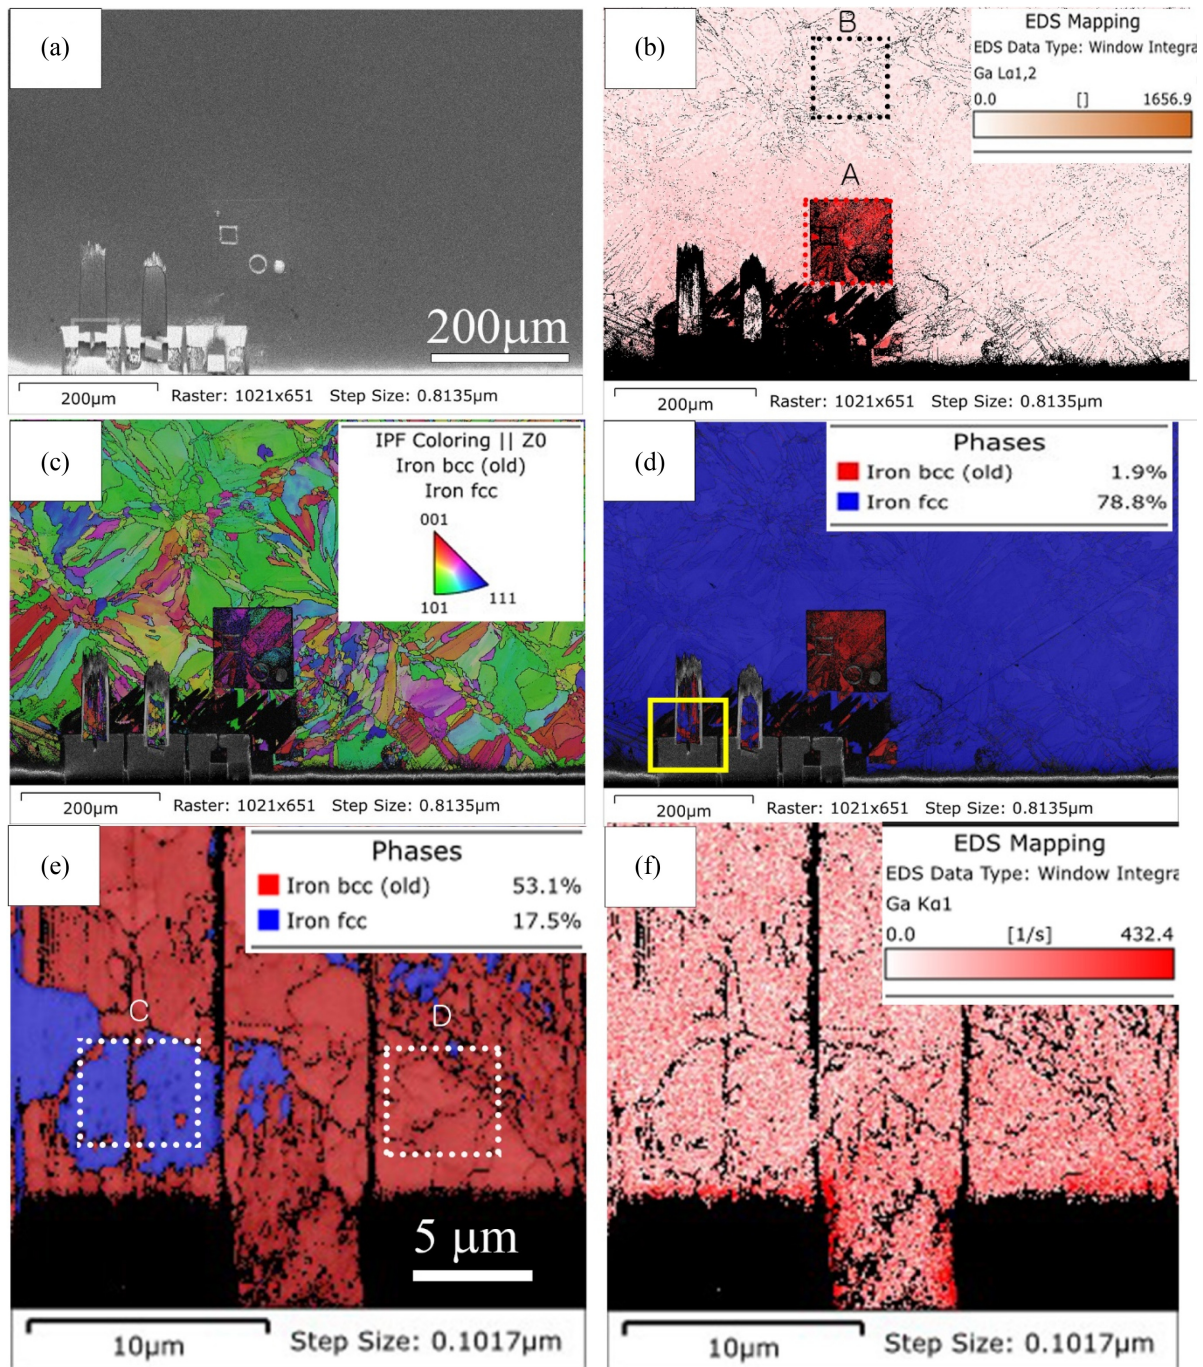 (a)
200µm
200µm Raster: 1021x651 Step Size: 0.8135µm
(b)
B
A
EDS Mapping
EDS Data Type: Window Integra
Ga Lα1,2
0.0 [] 1656.9
200µm Raster: 1021x651 Step Size: 0.8135µm
(c)
IPF Coloring || Z0
Iron bcc (old)
Iron fcc
001
101 111
200µm Raster: 1021x651 Step Size: 0.8135µm
(d)
Phases
Iron bcc (old) 1.9%
Iron fcc 78.8%
200µm Raster: 1021x651 Step Size: 0.8135µm
(e)
Phases
Iron bcc (old) 53.1%
Iron fcc 17.5%
C
D
5 µm
10µm Step Size: 0.1017µm
(f)
EDS Mapping
EDS Data Type: Window Integra
Ga Kα1
0.0 [1/s] 432.4
10µm Step Size: 0.1017µm